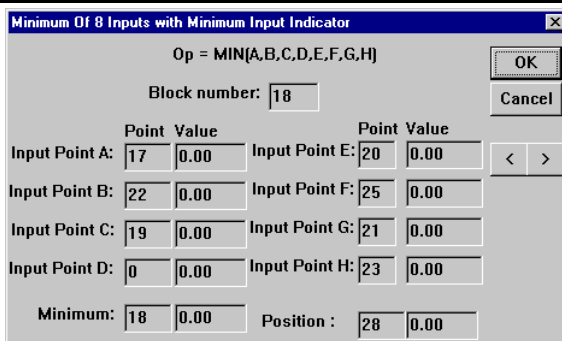 Minimum Of 8 Inputs with Minimum Input Indicator
Op = MIN(A,B,C,D,E,F,G,H)
OK
Block number: 18
Cancel
Point Value Point Value
Input Point A: 17 0.00 Input Point E: 20 0.00
< >
Input Point B: 22 0.00 Input Point F: 25 0.00
Input Point C: 19 0.00 Input Point G: 21 0.00
Input Point D: 0 0.00 Input Point H: 23 0.00
Minimum: 18 0.00 Position : 28 0.00